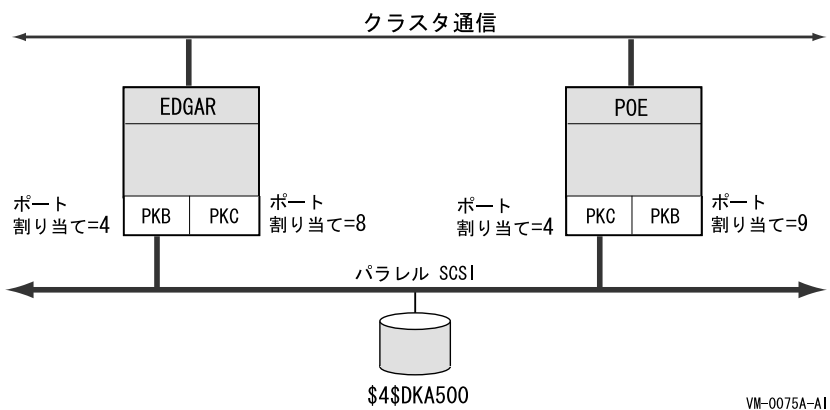 クラスタ通信
EDGAR
POE
ポート
割り当て=4
PKB
PKC
ポート
割り当て=8
ポート
割り当て=4
PKC
PKB
ポート
割り当て=9
パラレル SCSI
$4$DKA500
VM-0075A-AI